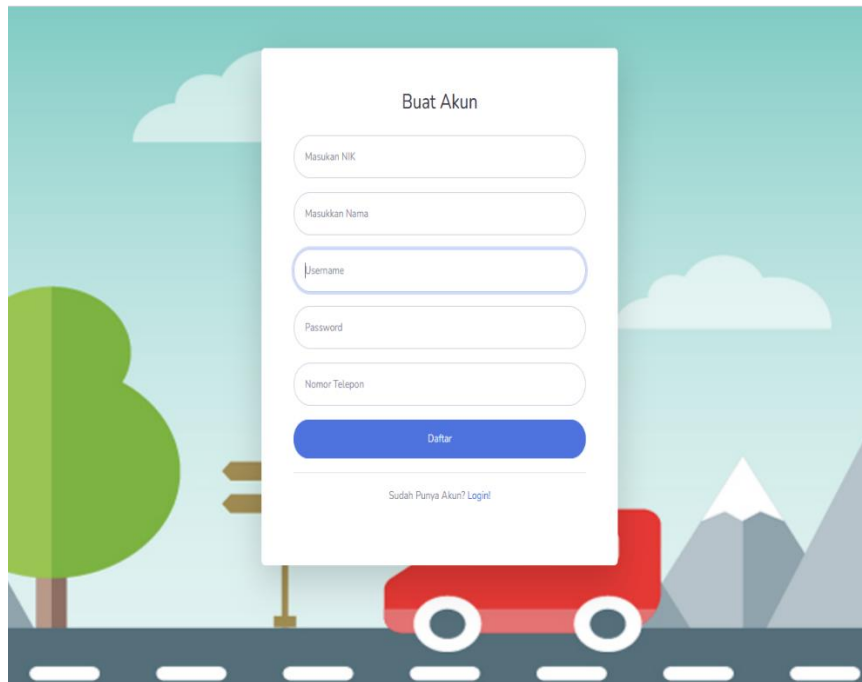 Buat Akun
Masukan NIK
Masukkan Nama
Username
Password
Nomor Telepon
Daftar
Sudah Punya Akun? Login!